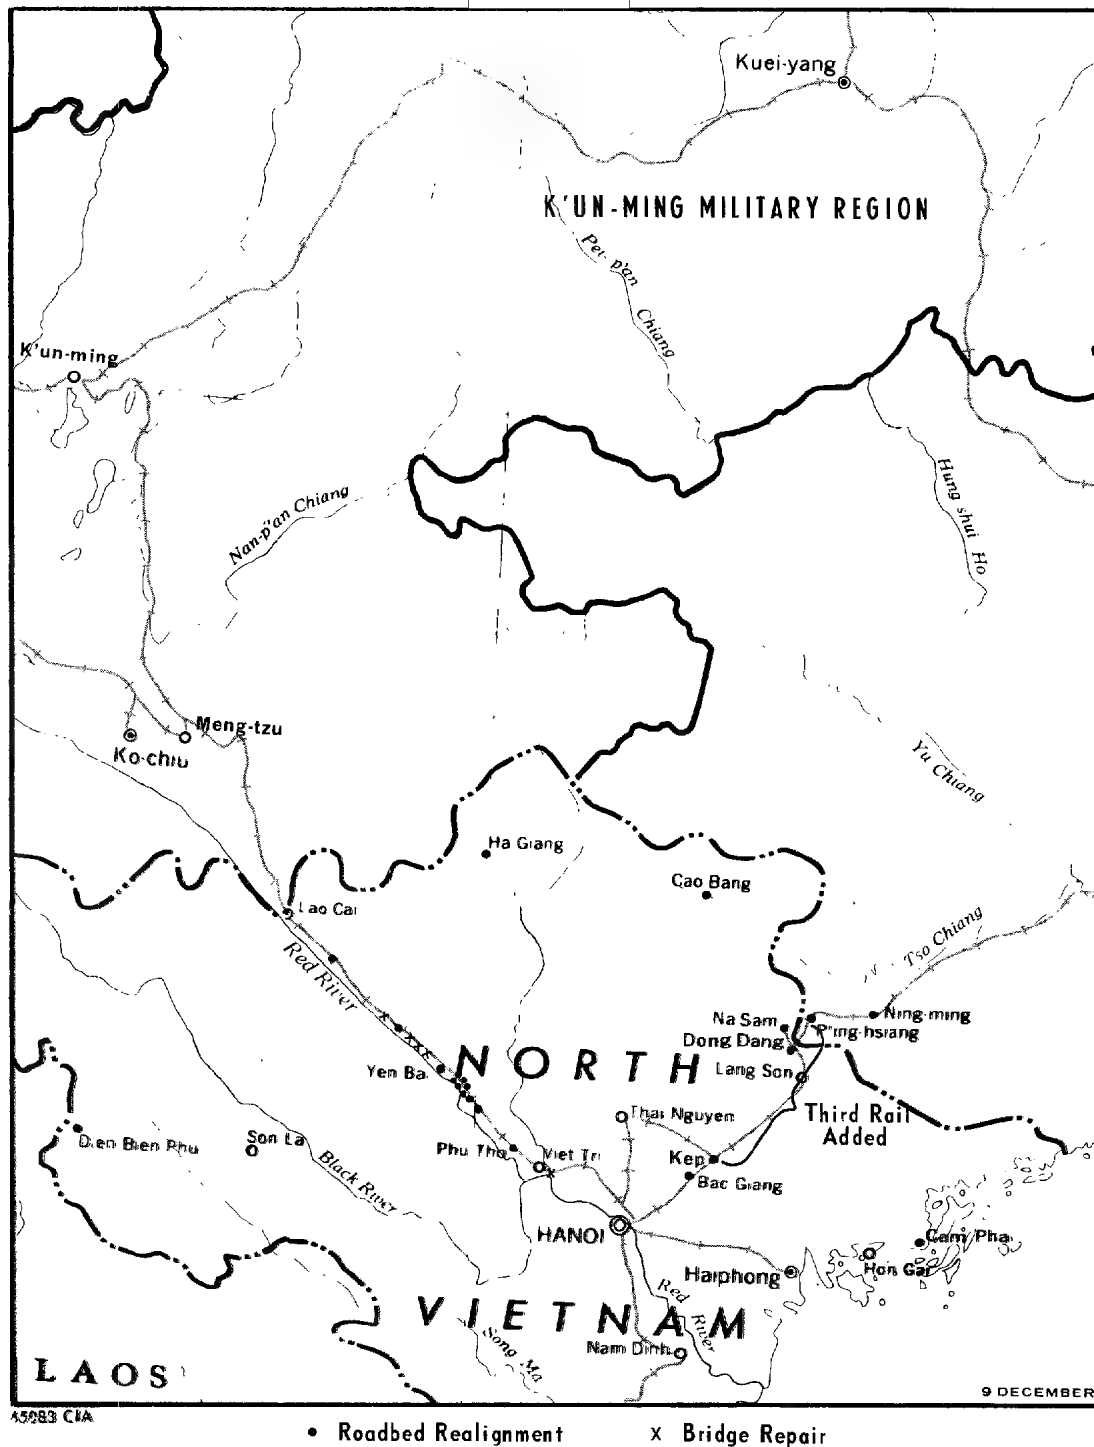 Kuei-yang
K'UN-MING MILITARY REGION
Pei-p'an
Chiang
K'un-ming
Hung shui Ho
Nan-p'an Chiang
Meng-tzu
Ko-chiu
Yu Chiang
Ha Giang
Cao Bang
Lao Cai
Tso Chiang
Red River
Na Sam
Ning-ming
P'ing-hsiang
Dong Dang
NORTH
Yen Ba
Lang Son
Thai Nguyen
Third Rail
Added
Dien Bien Phu
Son La
Phu Tho
Viet Tri
Kep
Black River
Bac Giang
HANOI
Cam Pha
Hon Gai
Haiphong
Red River
VIETNAM
Song Ma
Nam Dinh
LAOS
9 DECEMBER
CIA
• Roadbed Realignment
x Bridge Repair